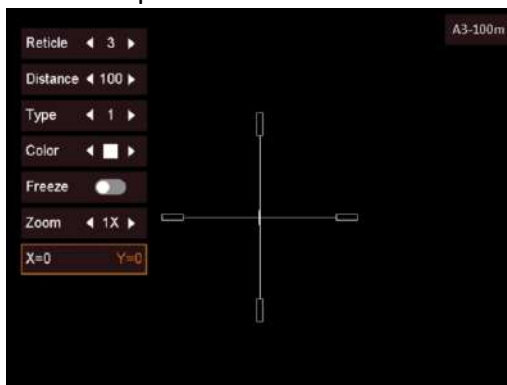 A3-100m
Reticle 3
Distance 100
Type 1
Color
Freeze
Zoom 1X
X=0 Y=0